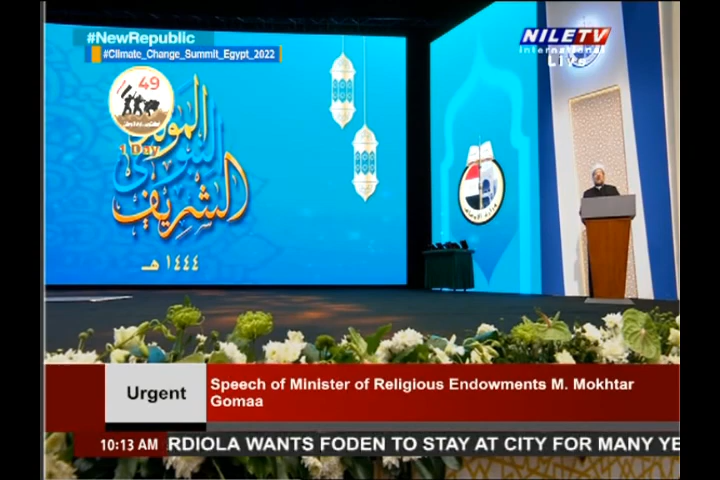 #NewRepublic
#Climate_Change_Summit_Egypt_2022
NILE TV
International
Live
49
1 Day
المولد
النبوي
الشريف
١٤٤٤ هـ
Urgent
Speech of Minister of Religious Endowments M. Mokhtar
Gomaa
10:13 AM
RDIOLA WANTS FODEN TO STAY AT CITY FOR MANY YE